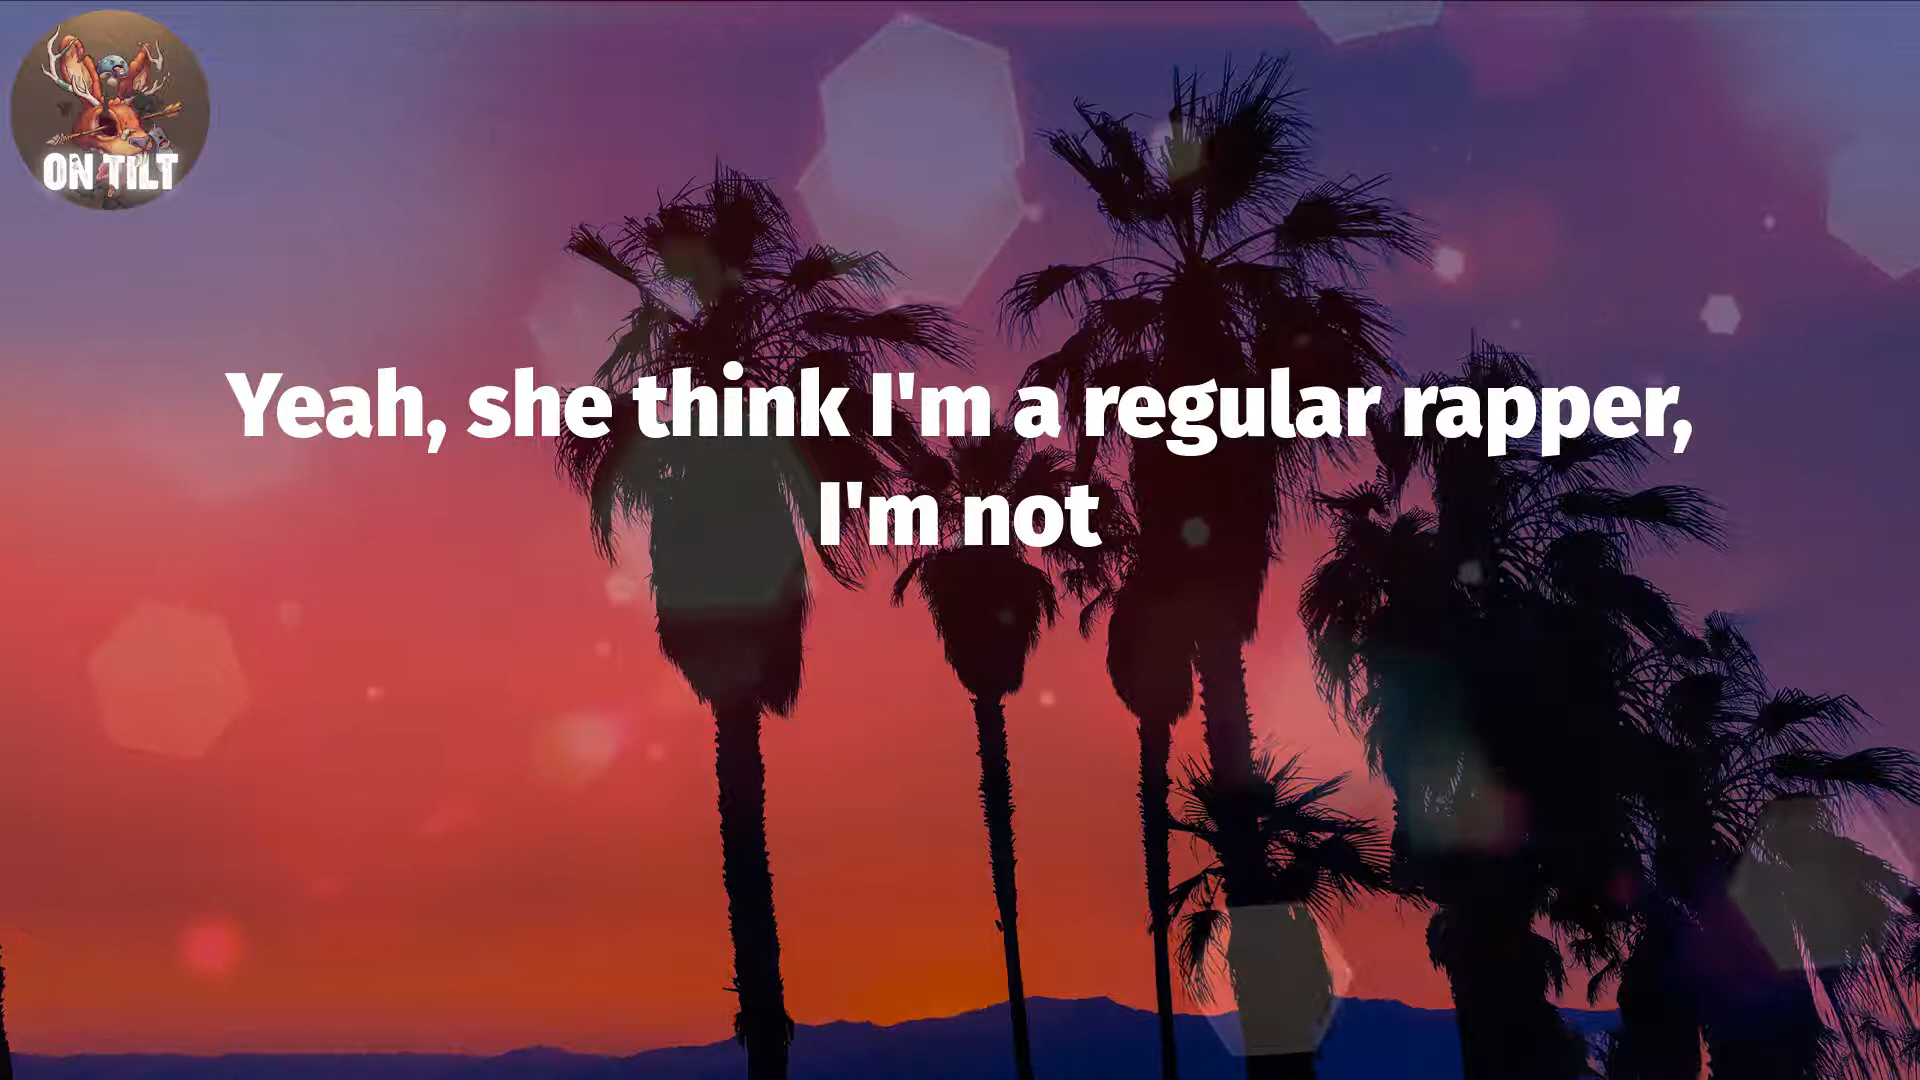 ON TILT
Yeah, she think I'm a regular rapper,
I'm not